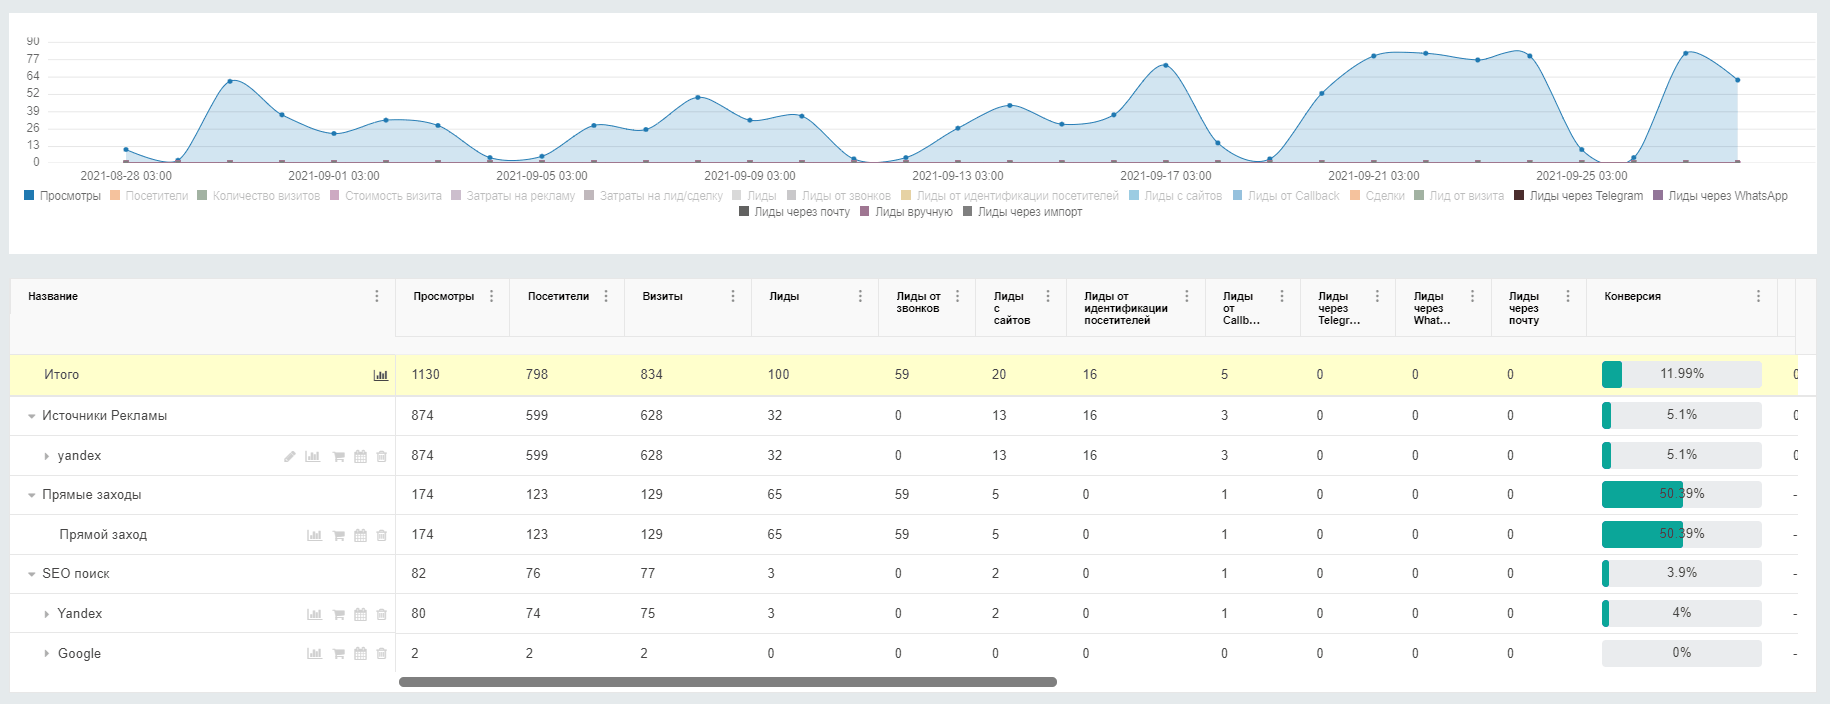 90
77
64
52
39
26
13
0
2021-08-28 03:00 2021-09-01 03:00 2021-09-05 03:00 2021-09-09 03:00 2021-09-13 03:00 2021-09-17 03:00 2021-09-21 03:00 2021-09-25 03:00
Просмотры Посетители Количество визитов Стоимость визита Затраты на рекламу Затраты на лид/сделку Лиды Лиды от звонков Лиды от идентификации посетителей Лиды с сайтов Лиды от Callback Сделки Лид от визита Лиды через Telegram Лиды через WhatsApp
Лиды через почту Лиды вручную Лиды через импорт
Название Просмотры Посетители Визиты Лиды Лиды от звонков Лиды с сайтов Лиды от идентификации посетителей Лиды от Callb... Лиды через Telegr... Лиды через What... Лиды через почту Конверсия
Итого 1130 798 834 100 59 20 16 5 0 0 0 11.99% 0
Источники Рекламы 874 599 628 32 0 13 16 3 0 0 0 5.1% 0
yandex 874 599 628 32 0 13 16 3 0 0 0 5.1% 0
Прямые заходы 174 123 129 65 59 5 0 1 0 0 0 50.39% -
Прямой заход 174 123 129 65 59 5 0 1 0 0 0 50.39% -
SEO поиск 82 76 77 3 0 2 0 1 0 0 0 3.9% -
Yandex 80 74 75 3 0 2 0 1 0 0 0 4% -
Google 2 2 2 0 0 0 0 0 0 0 0 0% -